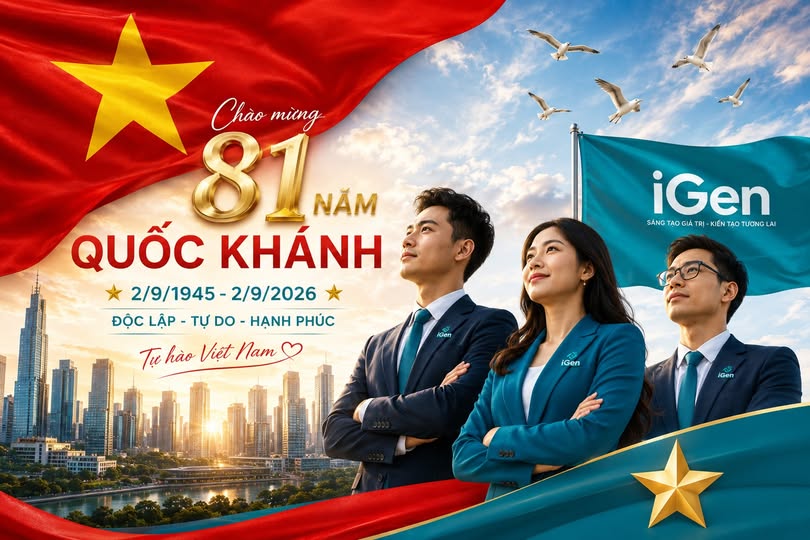 Chào mừng
81 NĂM
QUỐC KHÁNH
2/9/1945 - 2/9/2026
ĐỘC LẬP - TỰ DO - HẠNH PHÚC
Tự hào Việt Nam
iGen
SÁNG TẠO GIÁ TRỊ - KIẾN TẠO TƯƠNG LAI
iGen
iGen
iGen